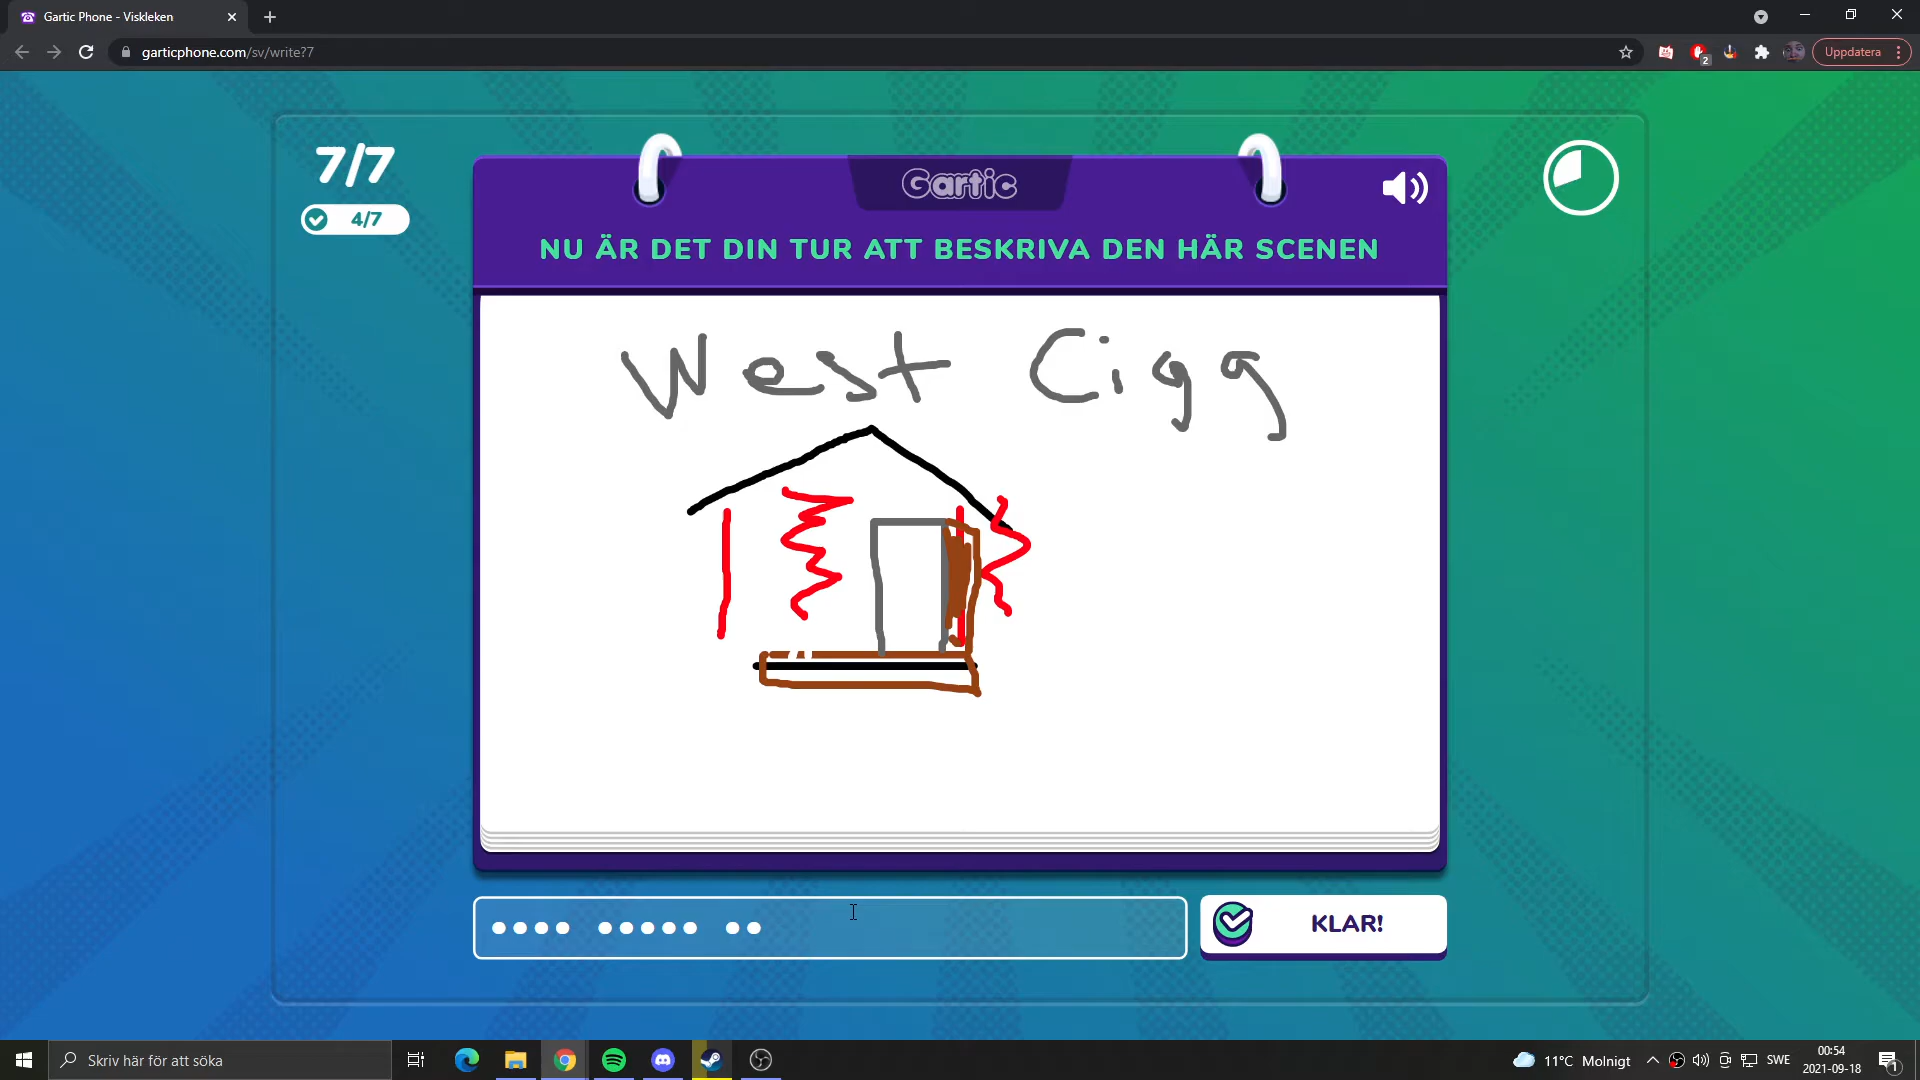 Gartic Phone - Viskleken
garticphone.com/sv/write?7
2
Uppdatera
7/7
4/7
Gartic
NU ÄR DET DIN TUR ATT BESKRIVA DEN HÄR SCENEN
West Cigg
•••• ••••• ••
KLAR!
Skriv här för att söka
11°C Molnigt
SWE
00:54
2021-09-18
1